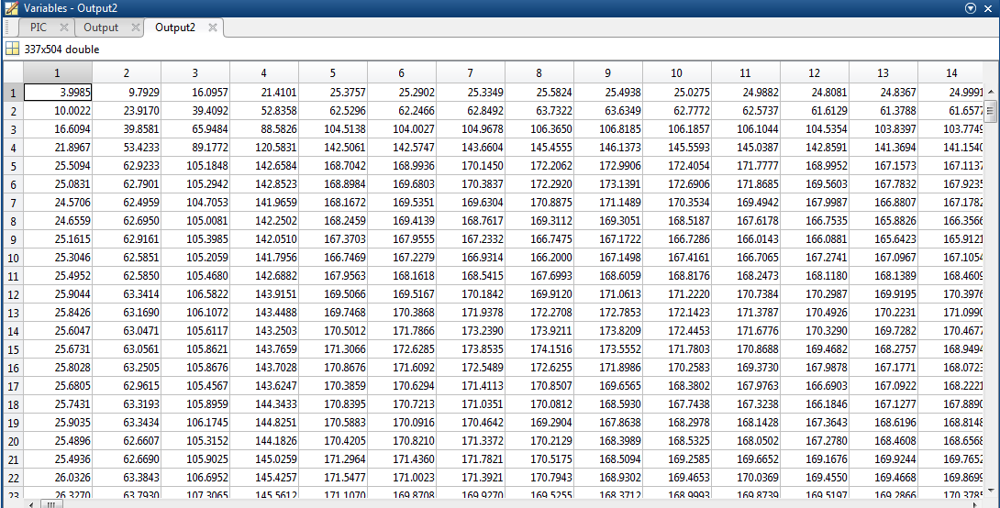 Variables - Output2
PIC Output Output2
337x504 double
1 2 3 4 5 6 7 8 9 10 11 12 13 14
1 3.9985 9.7929 16.0957 21.4101 25.3757 25.2902 25.3349 25.5824 25.4938 25.0275 24.9882 24.8081 24.8367 24.9991
2 10.0022 23.9170 39.4092 52.8358 62.5296 62.2466 62.8492 63.7322 63.6349 62.7772 62.5737 61.6129 61.3788 61.6577
3 16.6094 39.8581 65.9484 88.5826 104.5138 104.0027 104.9678 106.3650 106.8185 106.1857 106.1044 104.5354 103.8397 103.7749
4 21.8967 53.4233 89.1772 120.5831 142.5061 142.5747 143.6604 145.4555 146.1373 145.5593 145.0387 142.8591 141.3694 141.1540
5 25.5094 62.9233 105.1848 142.6584 168.7042 168.9936 170.1450 172.2062 172.9906 172.4054 171.7777 168.9952 167.1573 167.1137
6 25.0831 62.7901 105.2942 142.8523 168.8984 169.6803 170.3837 172.2920 173.1391 172.6906 171.8685 169.5603 167.7832 167.9235
7 24.5706 62.4959 104.7053 141.9659 168.1672 169.5351 169.6304 170.8875 171.1489 170.3534 169.4942 167.9987 166.8807 167.1782
8 24.6559 62.6950 105.0081 142.2502 168.2459 169.4139 168.7617 169.3112 169.3051 168.5187 167.6178 166.7535 165.8826 166.3566
9 25.1615 62.9161 105.3985 142.0510 167.3703 167.9555 167.2332 166.7475 167.1722 166.7286 166.0143 166.0881 165.6423 165.9121
10 25.3046 62.5851 105.2059 141.7956 166.7469 167.2279 166.9314 166.2000 167.1498 167.4161 166.7065 167.2741 167.0967 167.1054
11 25.4952 62.5850 105.4680 142.6882 167.9563 168.1618 168.5415 167.6993 168.6059 168.8176 168.2473 168.1180 168.1389 168.4609
12 25.9044 63.3414 106.5822 143.9151 169.5066 169.5167 170.1842 169.9120 171.0613 171.2220 170.7384 170.2987 169.9195 170.3976
13 25.8426 63.1690 106.1072 143.4488 169.7468 170.3868 171.9378 172.2708 172.7853 172.1423 171.3787 170.4926 170.2231 171.0990
14 25.6047 63.0471 105.6117 143.2503 170.5012 171.7866 173.2390 173.9211 173.8209 172.4453 171.6776 170.3290 169.7282 170.4677
15 25.6731 63.0561 105.8621 143.7659 171.3066 172.6285 173.8535 174.1516 173.5552 171.7803 170.8688 169.4682 168.2757 168.9494
16 25.8028 63.2505 105.8676 143.7028 170.8676 171.6092 172.5489 172.6255 171.8986 170.2583 169.3730 167.9878 167.1771 168.0723
17 25.6805 62.9615 105.4567 143.6247 170.3859 170.6294 171.4113 170.8507 169.6565 168.3802 167.9763 166.6903 167.0922 168.2221
18 25.7431 63.3193 105.8959 144.3433 170.8395 170.7213 171.0351 170.0812 168.5930 167.7438 167.3238 166.1846 167.1277 167.8890
19 25.9035 63.3434 106.1745 144.8251 170.5883 170.0916 170.4642 169.2904 167.8638 168.2978 168.1428 167.3643 168.6196 168.8148
20 25.4896 62.6607 105.3152 144.1826 170.4205 170.8210 171.3372 170.2129 168.3989 168.5325 168.0502 167.2780 168.4608 168.6568
21 25.4936 62.6690 105.9025 145.0259 171.2964 171.4360 171.7821 170.5175 168.5094 169.2585 169.6652 169.1676 169.9244 169.7652
22 26.0326 63.3843 106.6952 145.4257 171.5477 171.0023 171.3921 170.7943 168.9302 169.4653 170.0369 169.4550 169.4668 169.8699
23 26.3270 63.7930 107.3065 145.5612 171.1070 169.8708 169.9270 169.5255 168.3712 168.9993 169.8739 169.5197 169.2866 170.3785